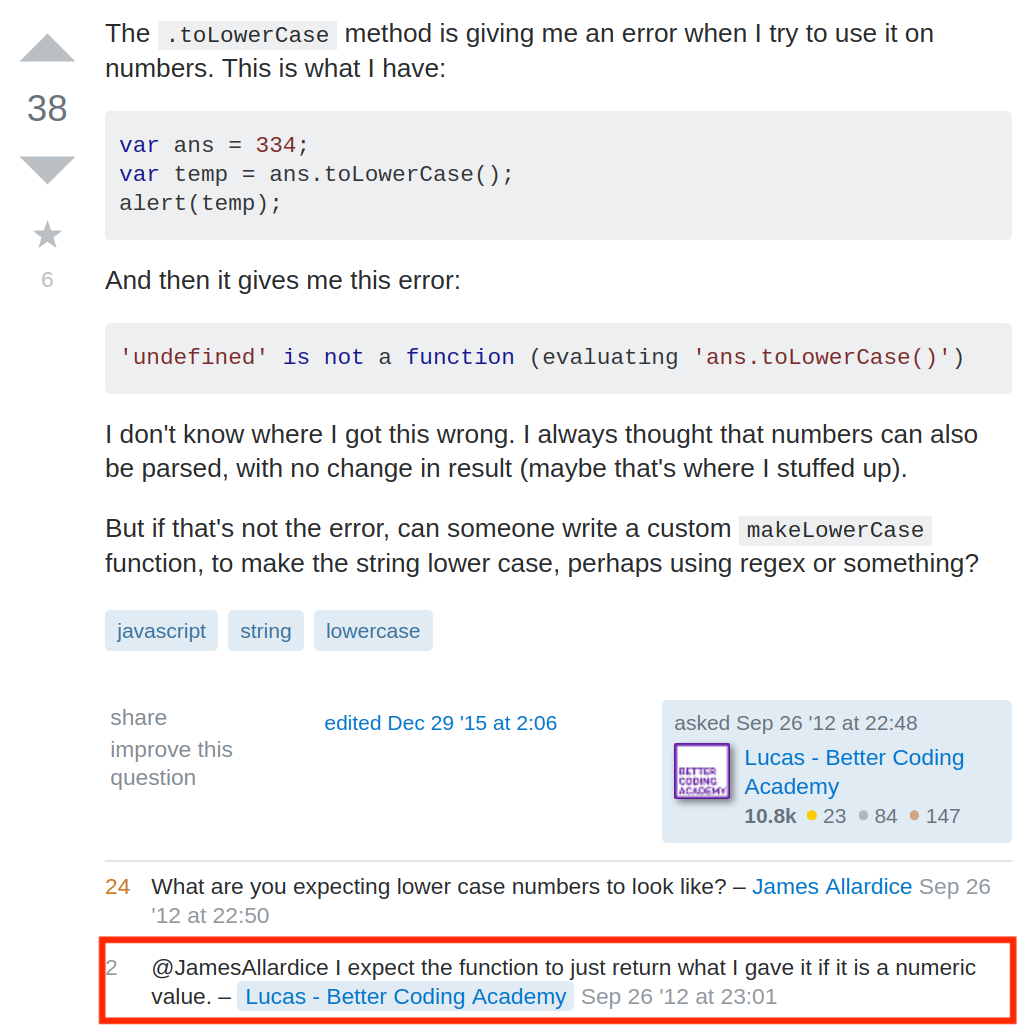 The .toLowerCase method is giving me an error when I try to use it on
numbers. This is what I have:
38
var ans = 334;
var temp = ans.toLowerCase();
alert(temp);
6
And then it gives me this error:
'undefined' is not a function (evaluating 'ans.toLowerCase()')
I don't know where I got this wrong. I always thought that numbers can also
be parsed, with no change in result (maybe that's where I stuffed up).
But if that's not the error, can someone write a custom makeLowerCase
function, to make the string lower case, perhaps using regex or something?
javascript string lowercase
share
improve this
question
edited Dec 29 '15 at 2:06
asked Sep 26 '12 at 22:48
BETTER
CODING
ACADEMY
Lucas - Better Coding
Academy
10.8k 23 84 147
24 What are you expecting lower case numbers to look like? – James Allardice Sep 26
'12 at 22:50
2 @JamesAllardice I expect the function to just return what I gave it if it is a numeric
value. – Lucas - Better Coding Academy Sep 26 '12 at 23:01